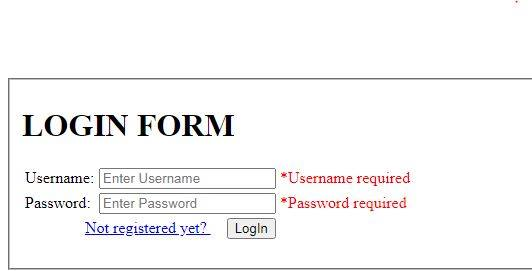 LOGIN FORM
Username: Enter Username *Username required
Password: Enter Password *Password required
Not registered yet? LogIn